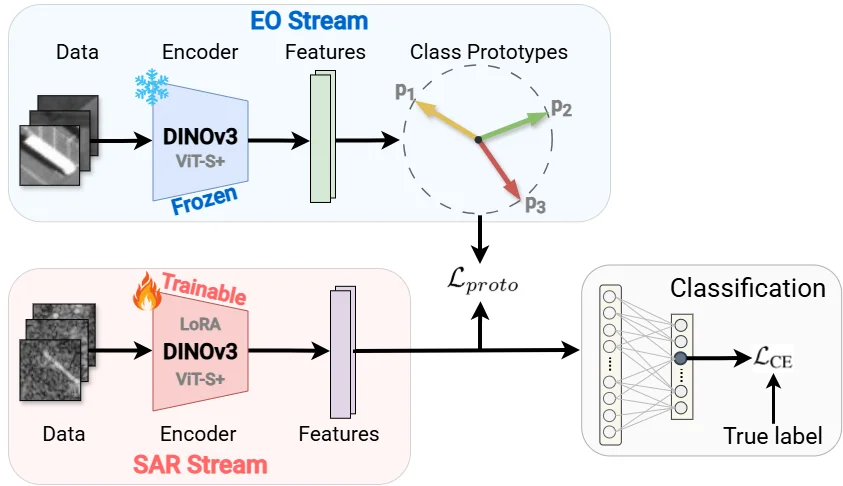 EO Stream
Data
Encoder
Features
Class Prototypes
DINOv3
ViT-S+
Frozen
p1
p2
p3
ℒproto
Trainable
LoRA
DINOv3
ViT-S+
Data
Encoder
Features
SAR Stream
Classification
ℒCE
True label